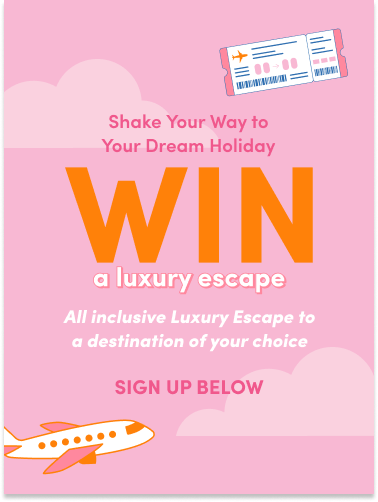 Shake Your Way to
Your Dream Holiday
WIN
a luxury escape
All inclusive Luxury Escape to
a destination of your choice
SIGN UP BELOW